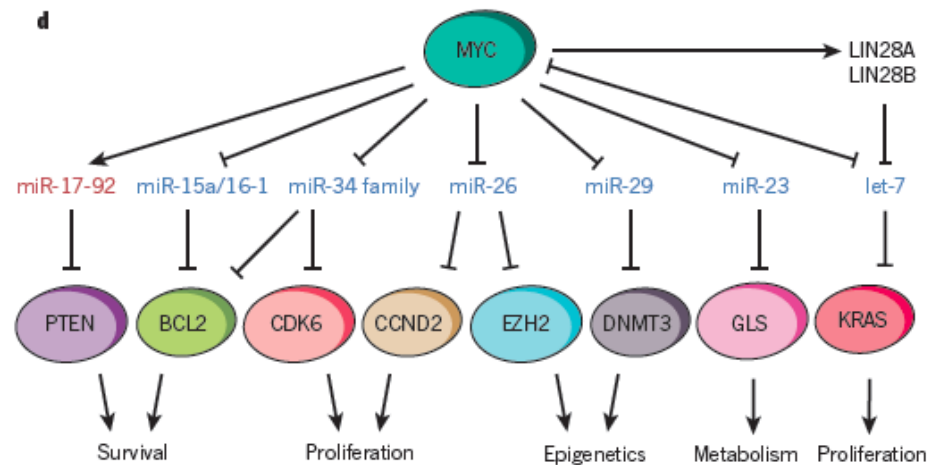 d
MYC
LIN28A
LIN28B
miR-17-92 miR-15a/16-1 miR-34 family miR-26 miR-29 miR-23 let-7
PTEN BCL2 CDK6 CCND2 EZH2 DNMT3 GLS KRAS
Survival Proliferation Epigenetics Metabolism Proliferation